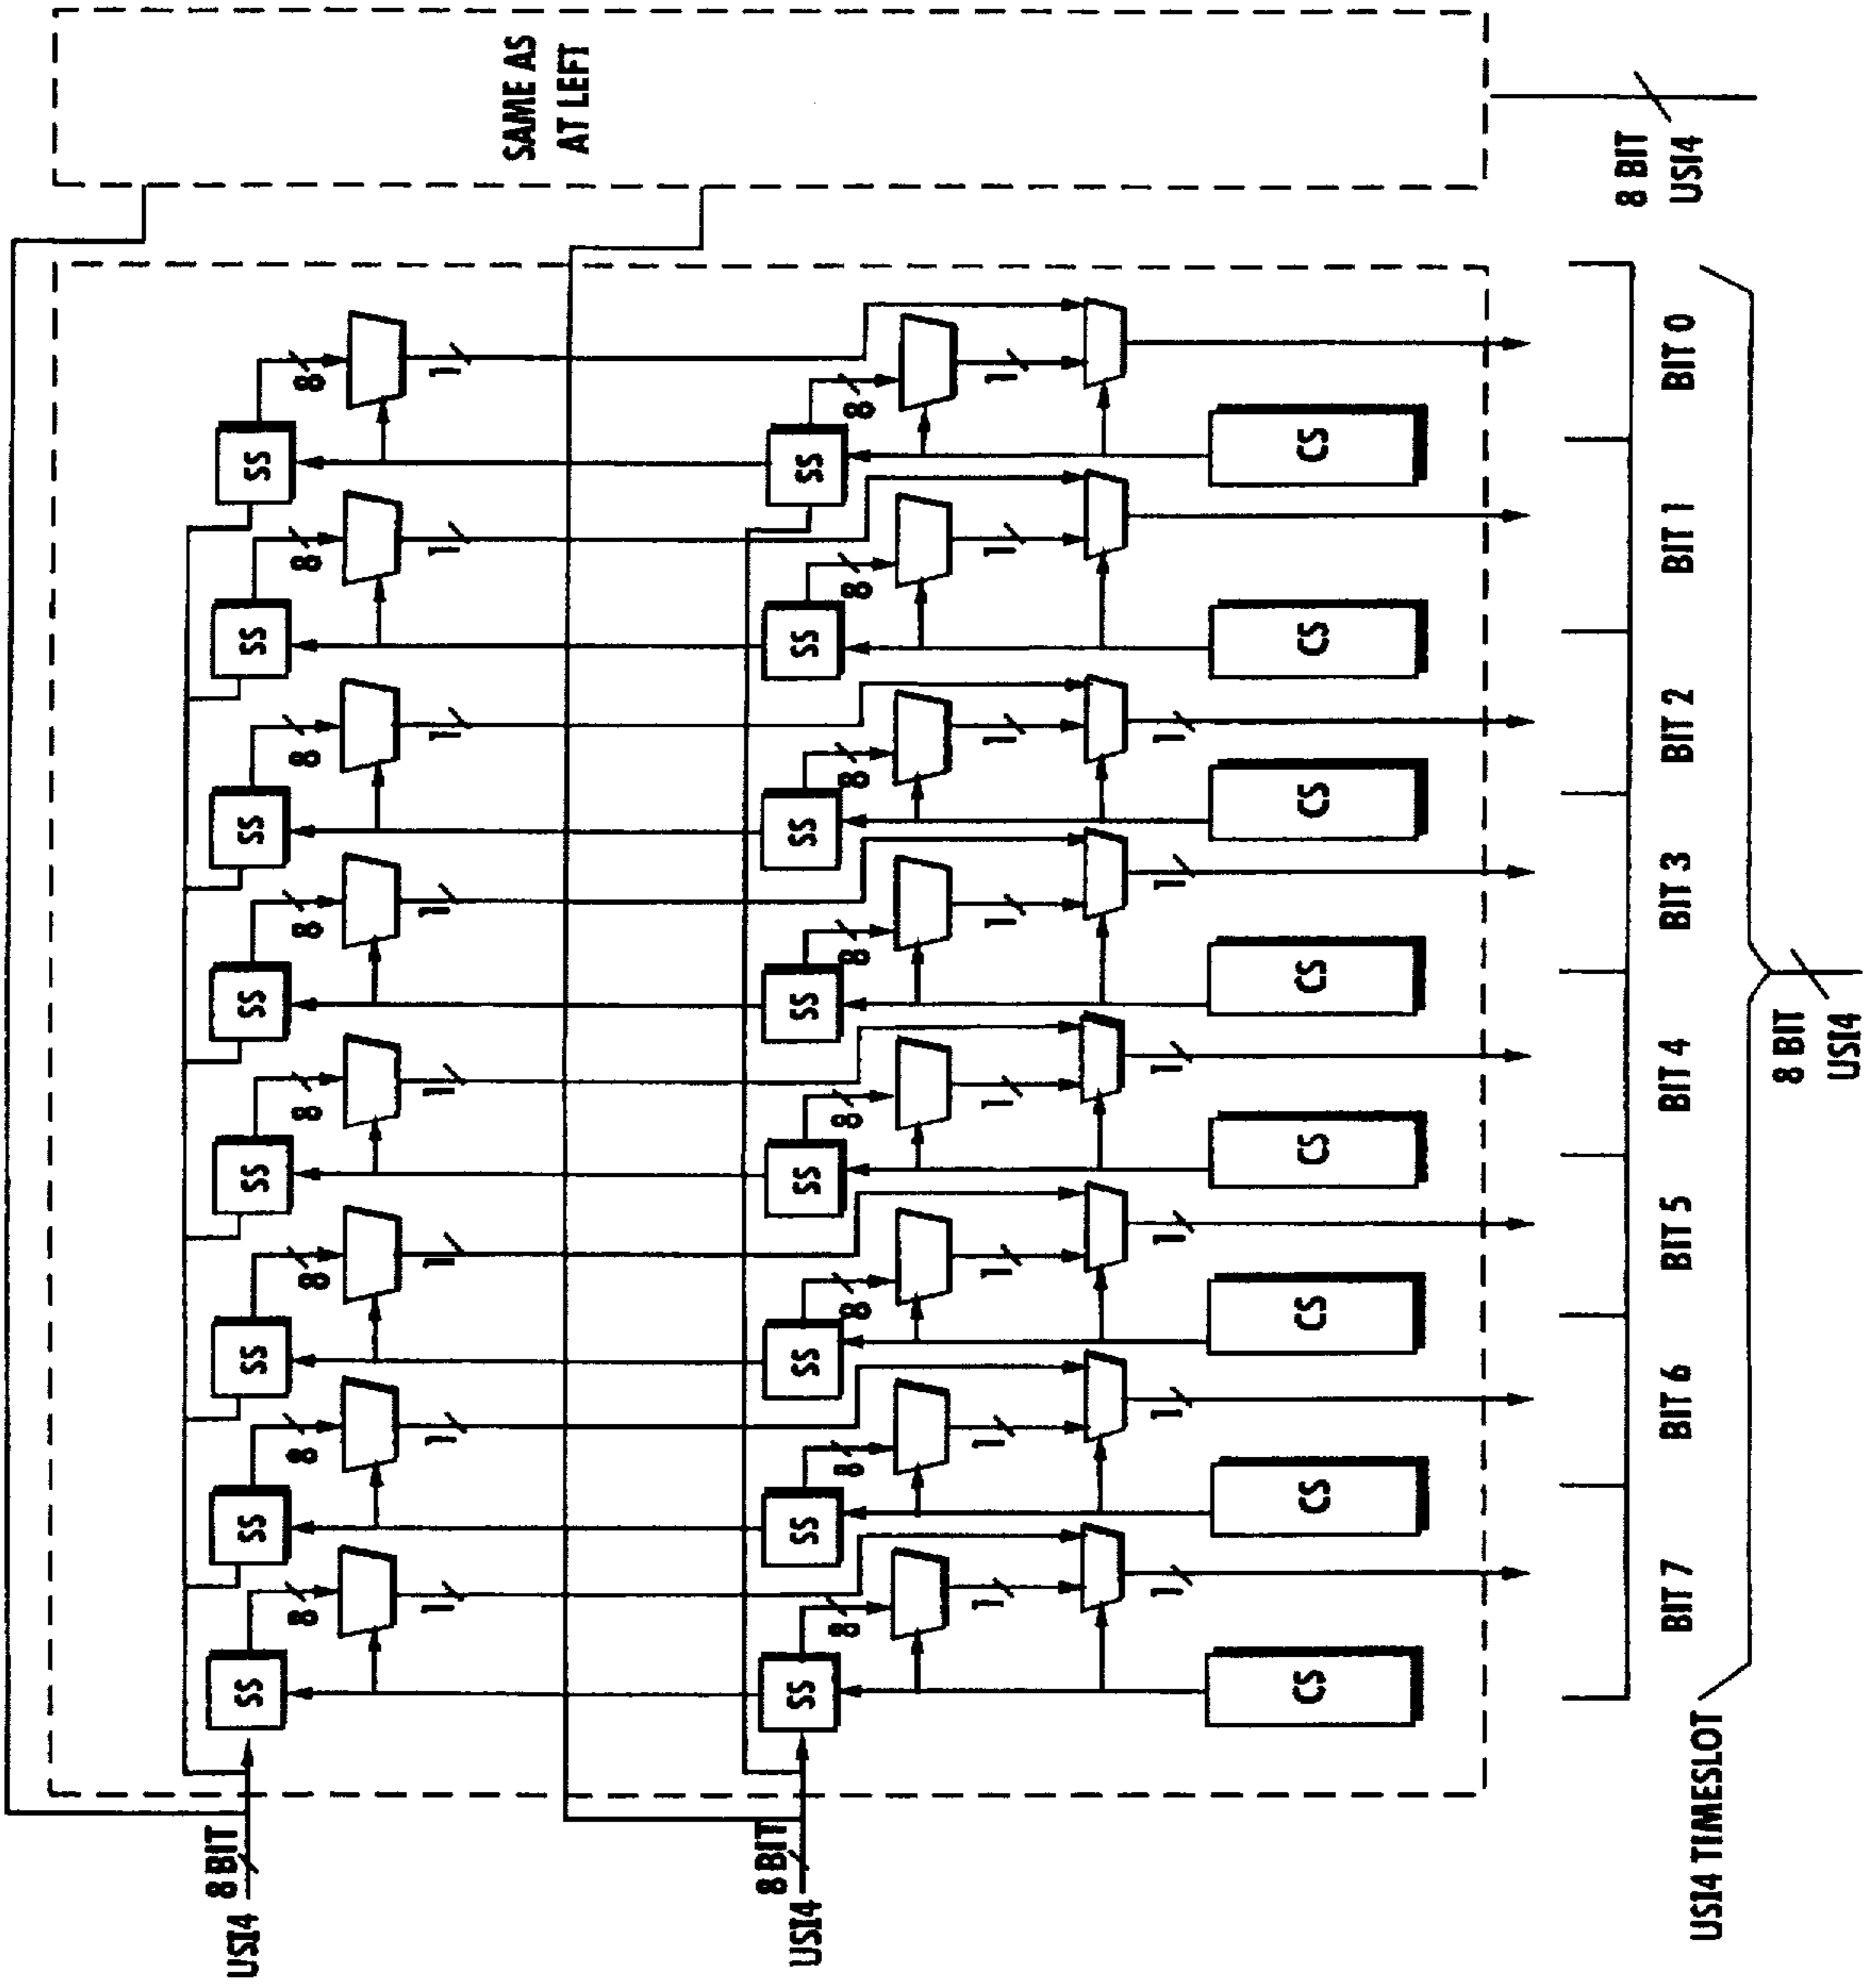 8 BIT
USI4
SS SS SS SS SS SS SS SS
8 8 8 8 8 8 8 8
1 1 1 1 1 1 1 1
SAME AS
AT LEFT
8 BIT
USI4
SS SS SS SS SS SS SS SS
8 8 8 8 8 8 8 8
1 1 1 1 1 1 1 1
1 1 1 1 1 1
CS CS CS CS CS CS CS CS
8 BIT
USI4
BIT 7 BIT 6 BIT 5 BIT 4 BIT 3 BIT 2 BIT 1 BIT 0
USI4 TIMESLOT
8 BIT
USI4